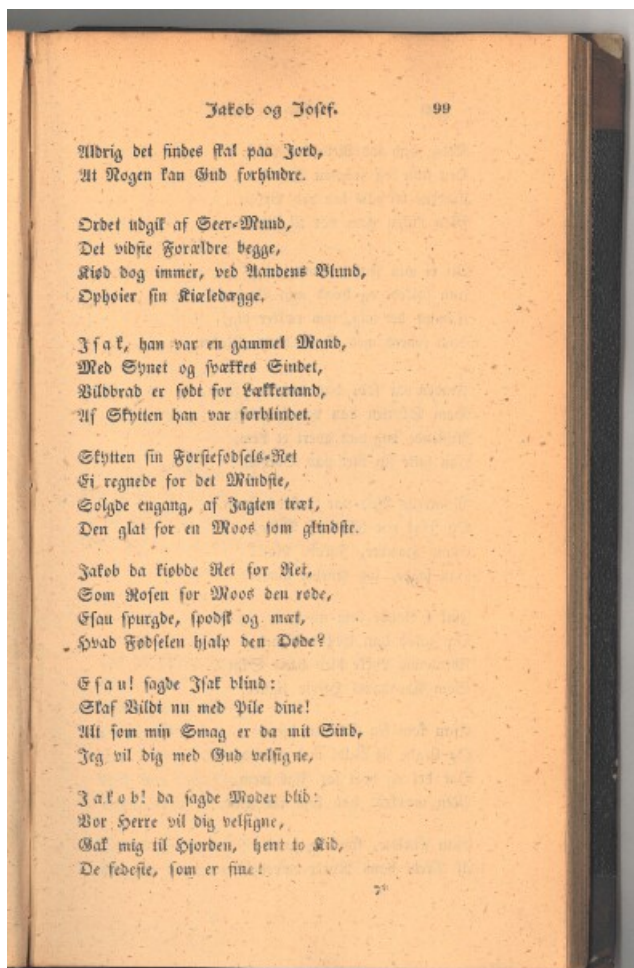 Jakob og Josef. 99
Aldrig det findes skal paa Jord,
At Nogen kan Gud forhindre.
Ordet udgik af Seer-Mund,
Det vidste Forældre begge,
Kiød dog immer, ved Aandens Blund,
Ophøier sin Kiæledægge.
Isak, han var en gammel Mand,
Med Synet og svækkes Sindet,
Vildbrad er sødt for Lækkertand,
Af Skytten han var forblindet.
Skytten sin Førstefødsels-Ret
Ei regnede for det Mindste,
Solgde engang, af Jagten træt,
Den glat for en Moos som glindste.
Jakob da kiøbde Ret for Ret,
Som Rosen for Moos den røde,
Esau spurgde, spodsk og mæt,
Hvad Fødselen hjalp den Døde?
Esau! sagde Isak blind:
Skaf Vildt nu med Pile dine!
Alt som min Smag er da mit Sind,
Jeg vil dig med Gud velsigne,
Jakob! da sagde Moder blid:
Vor Herre vil dig velsigne,
Gak mig til Hjorden, hent to Kid,
De fedeste, som er fine!
7*